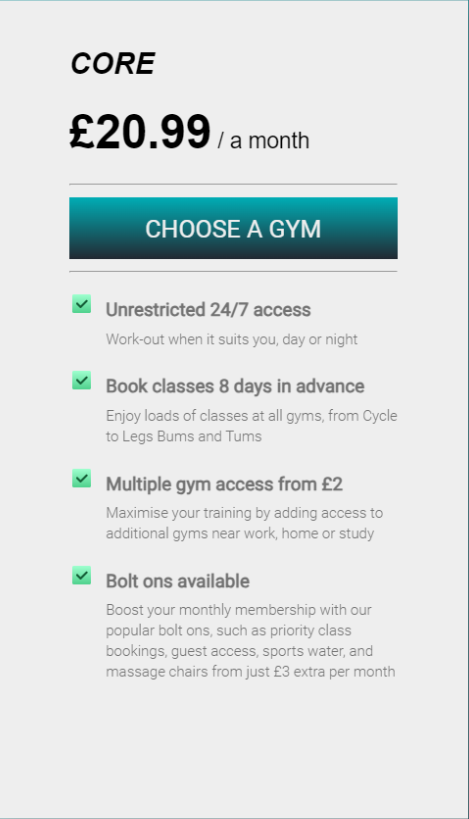 CORE
£20.99 / a month
CHOOSE A GYM
Unrestricted 24/7 access
Work-out when it suits you, day or night
Book classes 8 days in advance
Enjoy loads of classes at all gyms, from Cycle
to Legs Bums and Tums
Multiple gym access from £2
Maximise your training by adding access to
additional gyms near work, home or study
Bolt ons available
Boost your monthly membership with our
popular bolt ons, such as priority class
bookings, guest access, sports water, and
massage chairs from just £3 extra per month